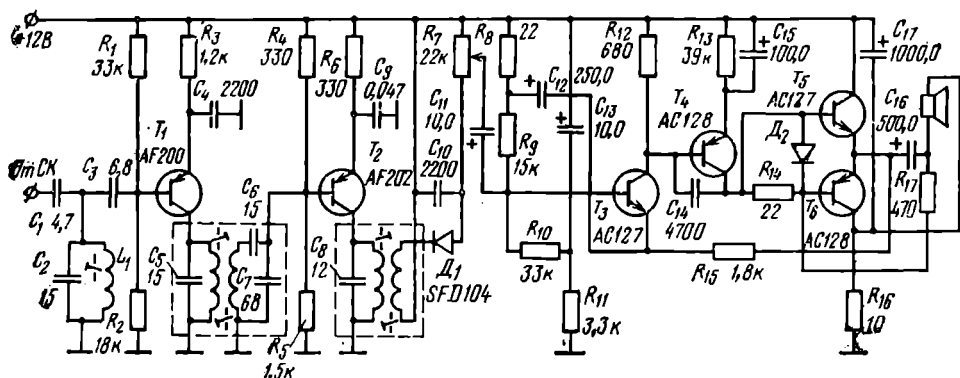 +12В
R1
33к
R3
1,2к
C4 2200
T1
AF200
От СК
C3
6,8
C1 4,7
C2
15
L1
R2
18к
C5
15
C6
15
C7
68
R4
330
R6
330
C9
0,047
T2
AF202
R5
1,5к
C8
12
R7
22к
R8
C11
10,0
C10
2200
Д1
SFD104
22
C12
250,0
C13
10,0
R9
15к
R10
33к
R11
3,3к
R12
680
T3
AC127
T4
AC128
C14
4700
R13
39к
C15
100,0
C17
1000,0
T5
AC127
Д2
R14
22
T6
AC128
C16
500,0
R17
470
R15 1,8к
R16
10